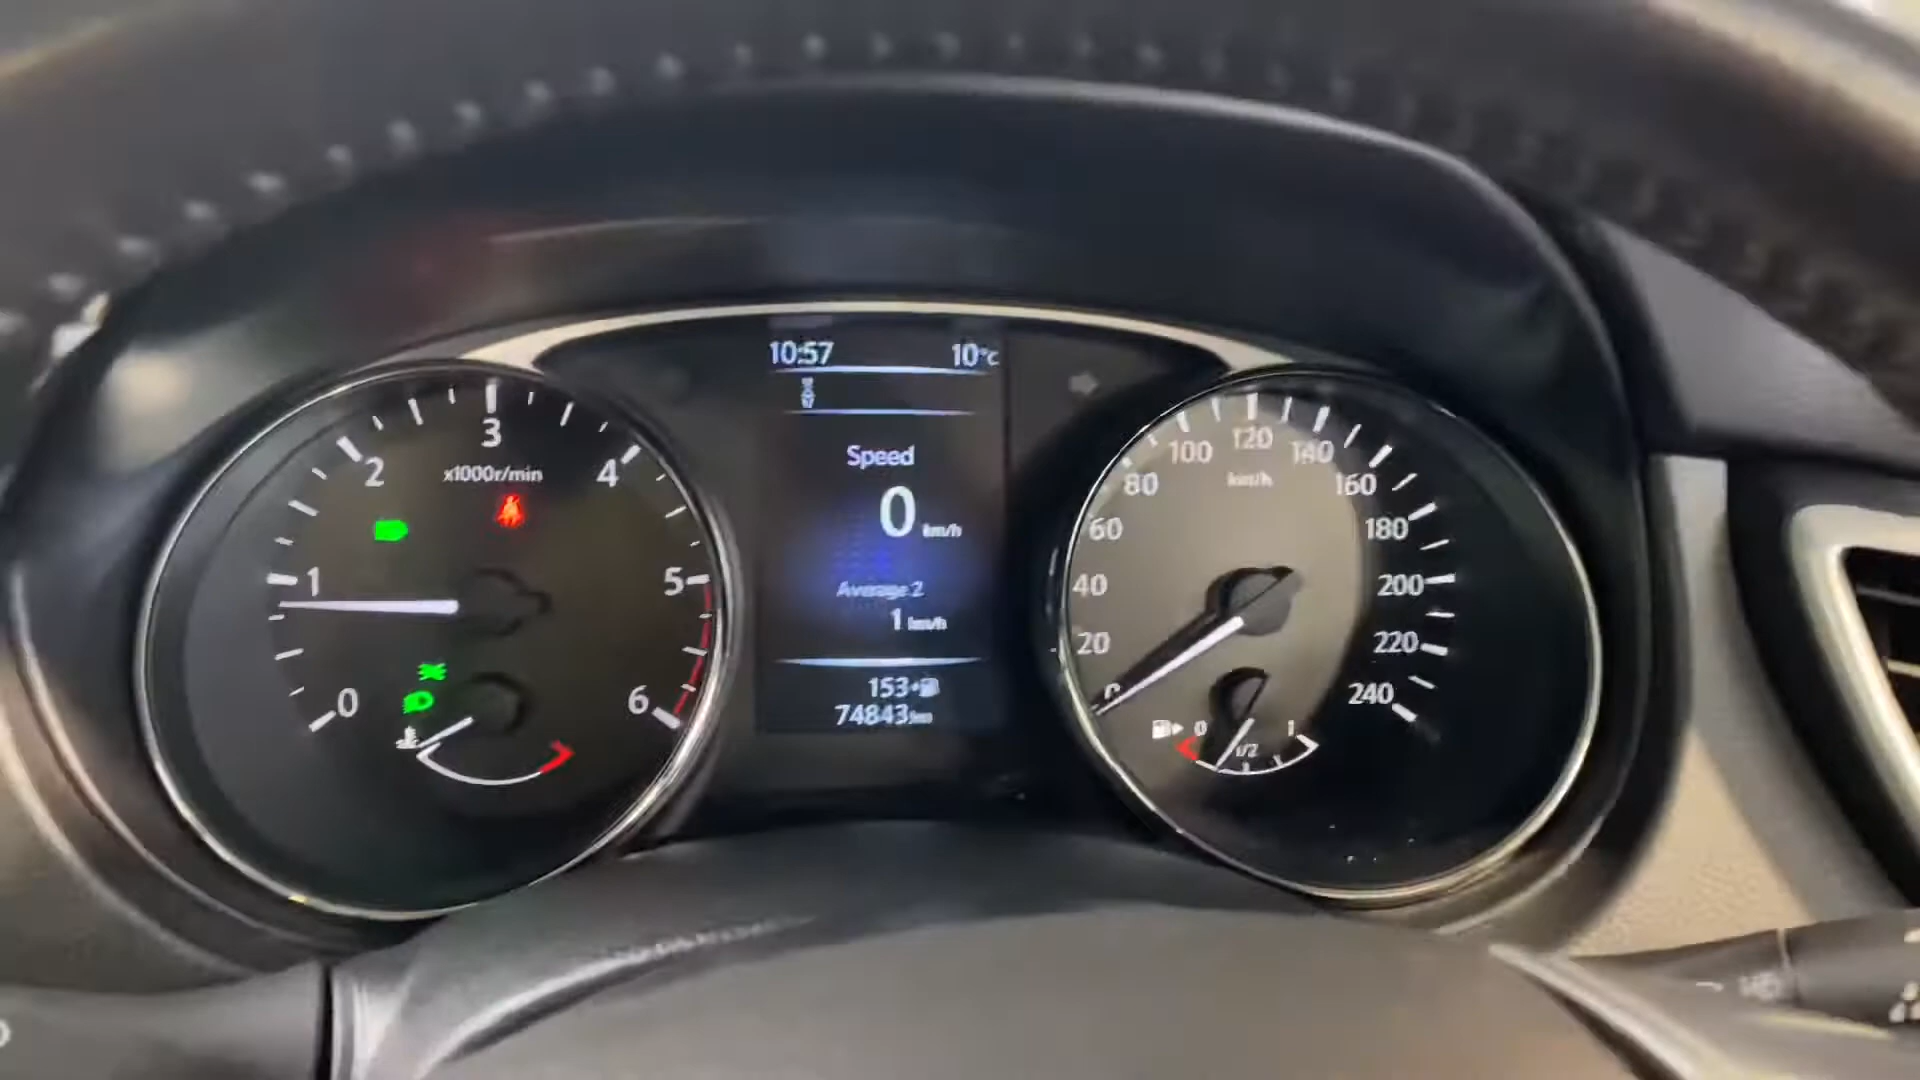 10:57 10°c
Speed
0 km/h
Average 2
1 km/h
153
74843 km
0
1
2
3
4
5
6
x1000r/min
0
20
40
60
80
100
120
140
160
180
200
220
240
km/h
0 1/2 1